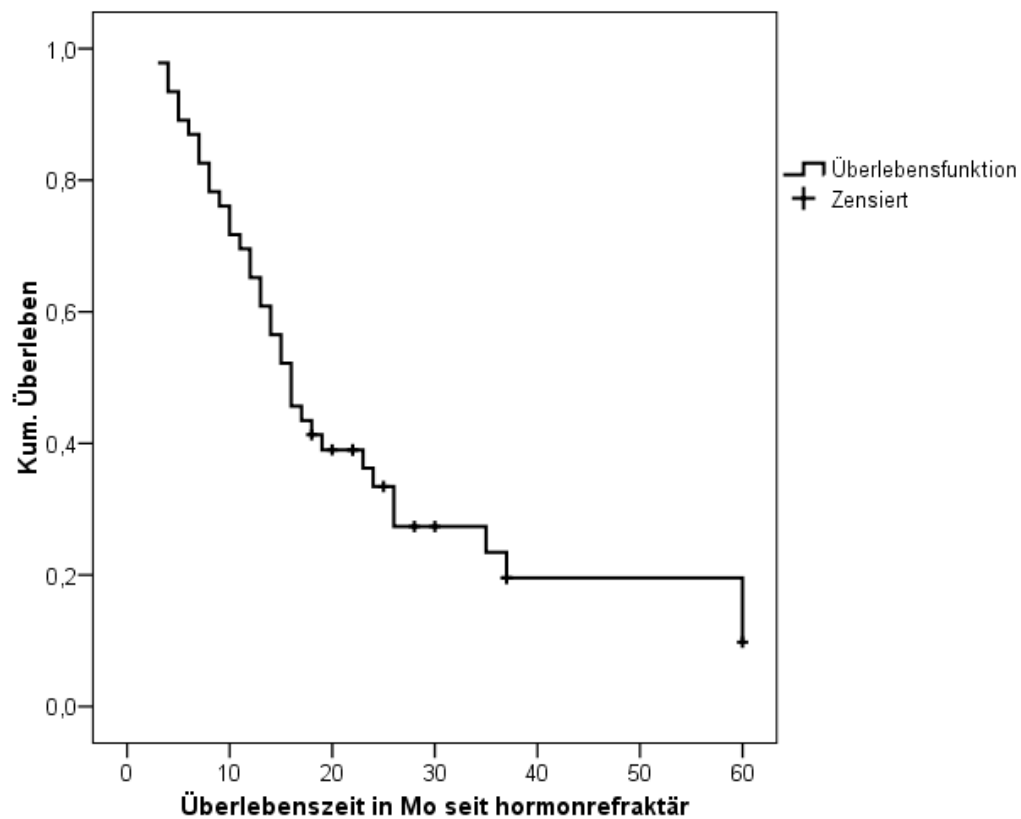 1,0
0,8
0,6
0,4
0,2
0,0
Kum. Überleben
0 10 20 30 40 50 60
Überlebenszeit in Mo seit hormonrefraktär
Überlebensfunktion
Zensiert